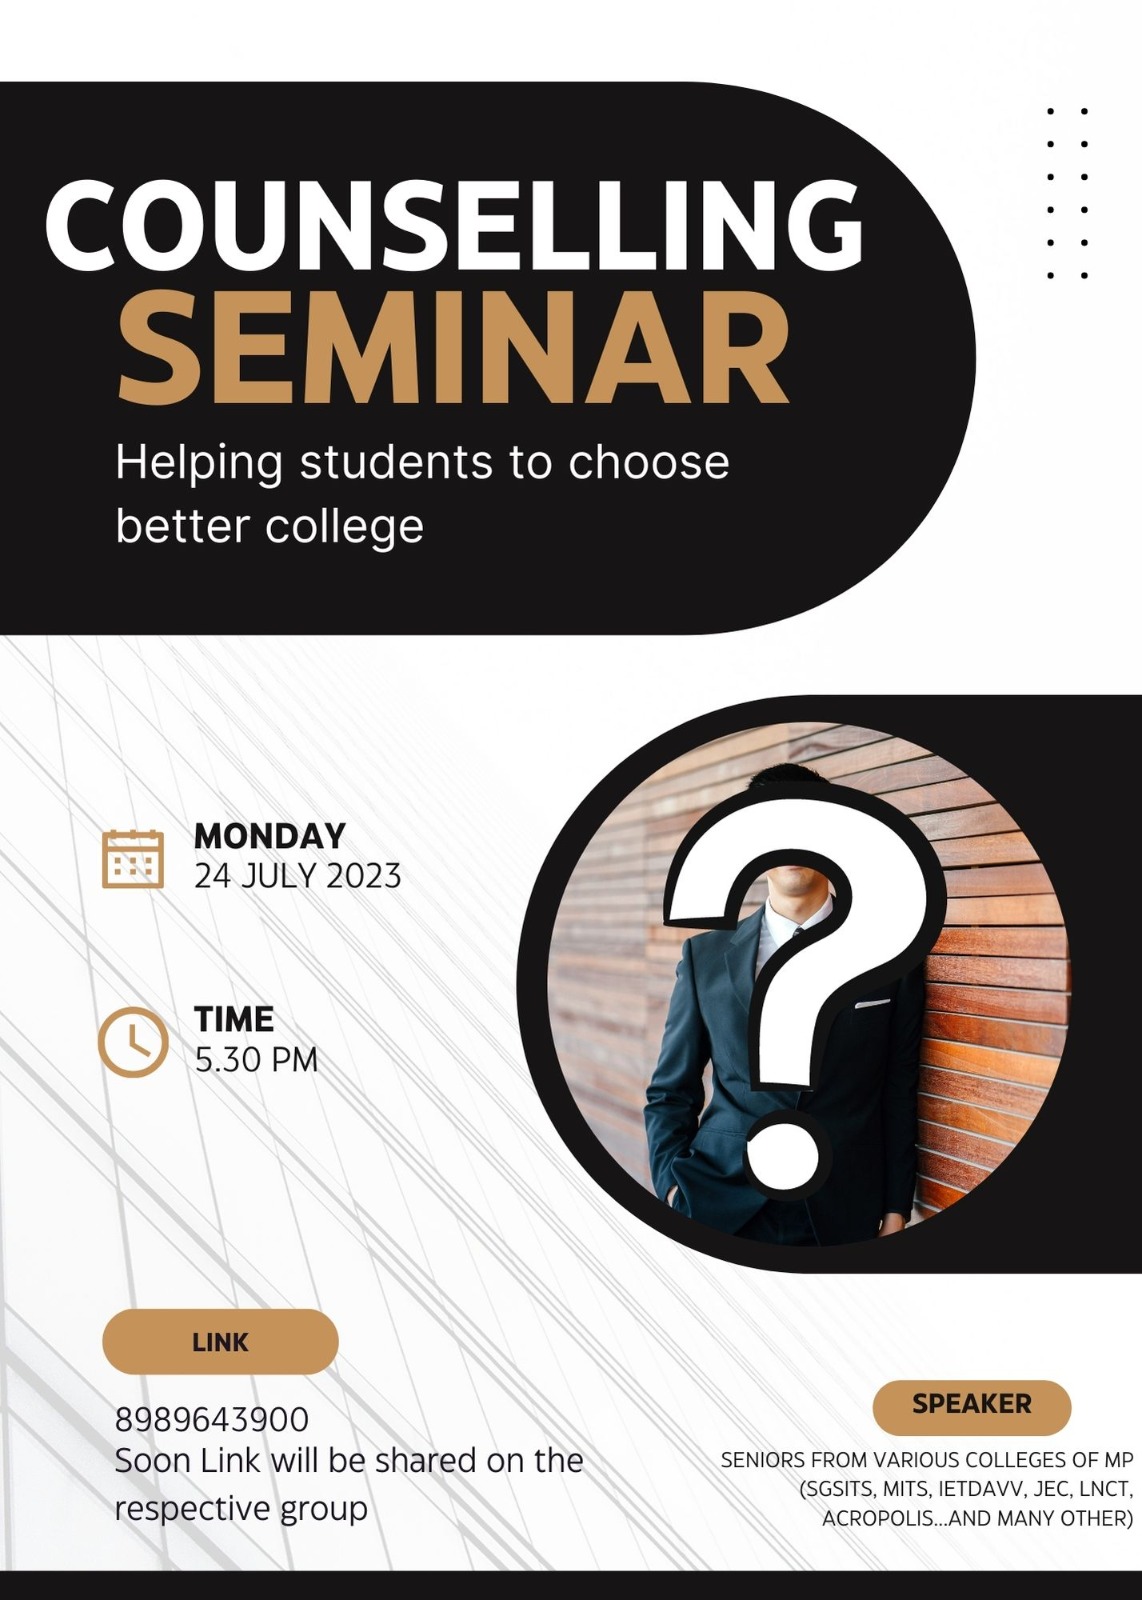 COUNSELLING
SEMINAR
Helping students to choose
better college
MONDAY
24 JULY 2023
TIME
5.30 PM
LINK
8989643900
Soon Link will be shared on the
respective group
SPEAKER
SENIORS FROM VARIOUS COLLEGES OF MP
(SGSITS, MITS, IETDAVV, JEC, LNCT,
ACROPOLIS...AND MANY OTHER)